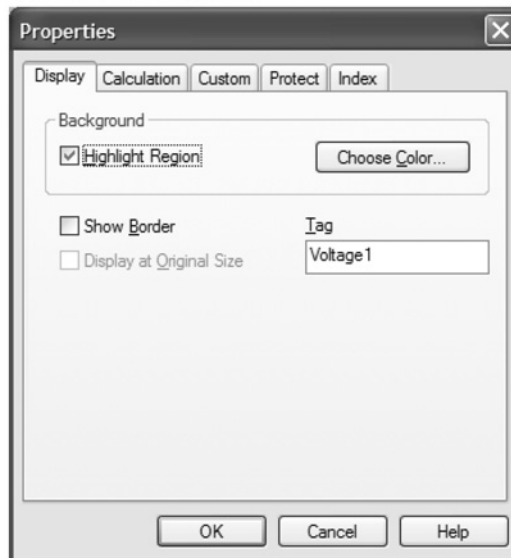 Properties
Display Calculation Custom Protect Index
Background
Highlight Region Choose Color...
Show Border Tag
Display at Original Size Voltage1
OK Cancel Help